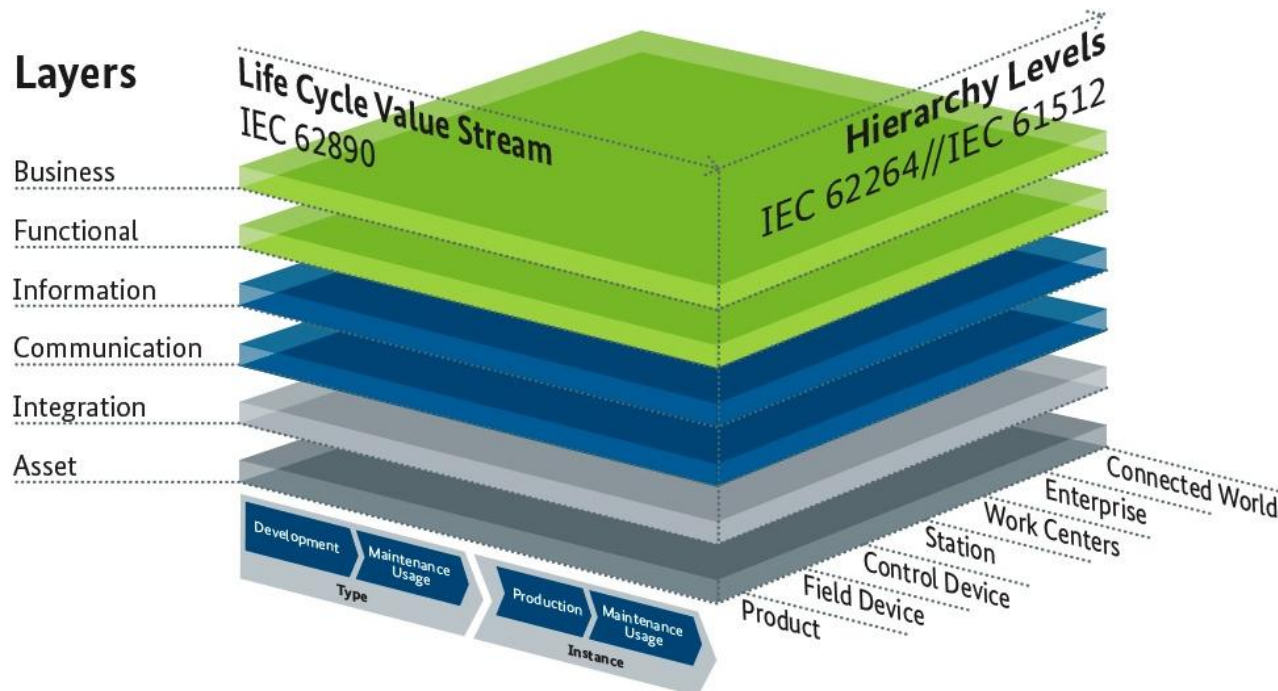 Layers
Life Cycle Value Stream
IEC 62890
Hierarchy Levels
IEC 62264//IEC 61512
Business
Functional
Information
Communication
Integration
Asset
Development
Maintenance
Usage
Type
Production
Maintenance
Usage
Instance
Product
Field Device
Control Device
Station
Work Centers
Enterprise
Connected World